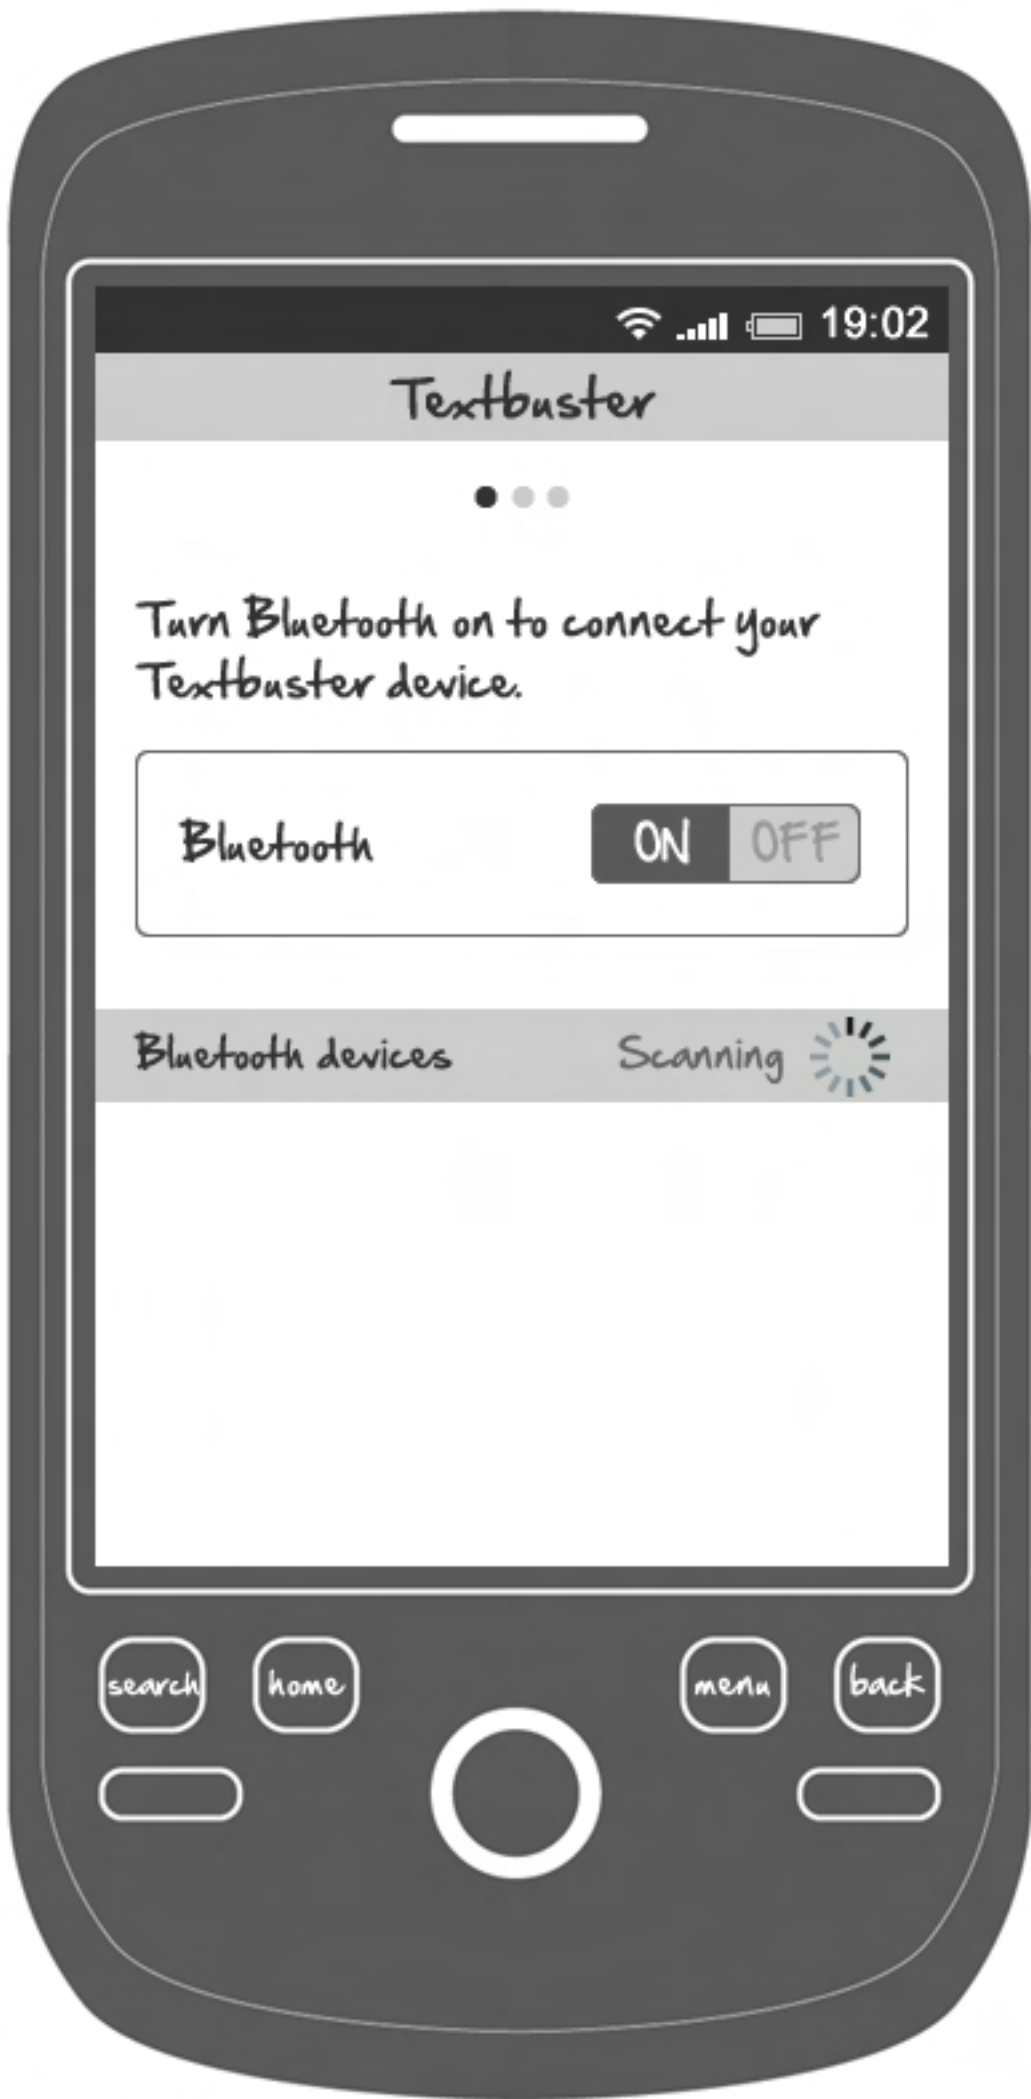 19:02
Textbuster
Turn Bluetooth on to connect your
Textbuster device.
Bluetooth ON OFF
Bluetooth devices Scanning
search home menu back